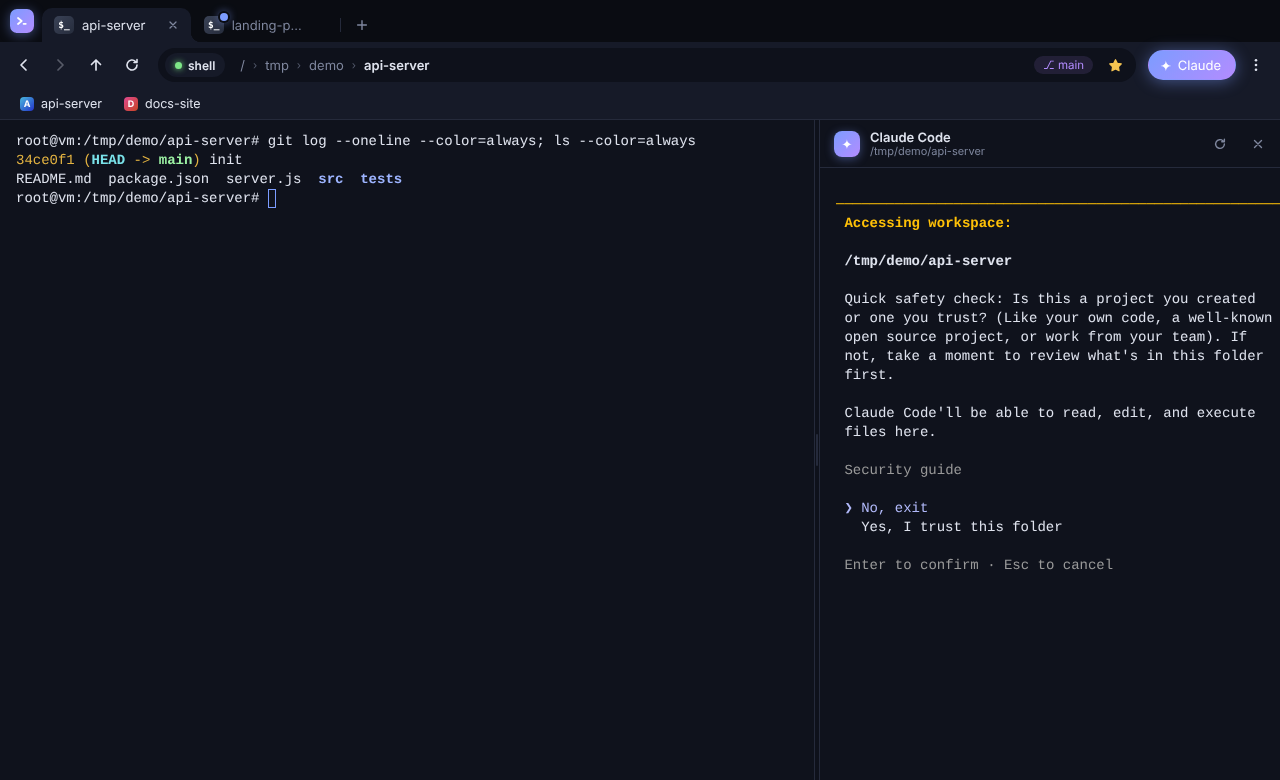 $_ api-server
$_ landing-p...
shell / › tmp › demo › api-server
main
Claude
A api-server
D docs-site
root@vm:/tmp/demo/api-server# git log --oneline --color=always; ls --color=always
34ce0f1 (HEAD -> main) init
README.md  package.json  server.js  src  tests
root@vm:/tmp/demo/api-server#
Claude Code
/tmp/demo/api-server
Accessing workspace:
/tmp/demo/api-server
Quick safety check: Is this a project you created
or one you trust? (Like your own code, a well-known
open source project, or work from your team). If
not, take a moment to review what's in this folder
first.
Claude Code'll be able to read, edit, and execute
files here.
Security guide
❯ No, exit
Yes, I trust this folder
Enter to confirm · Esc to cancel